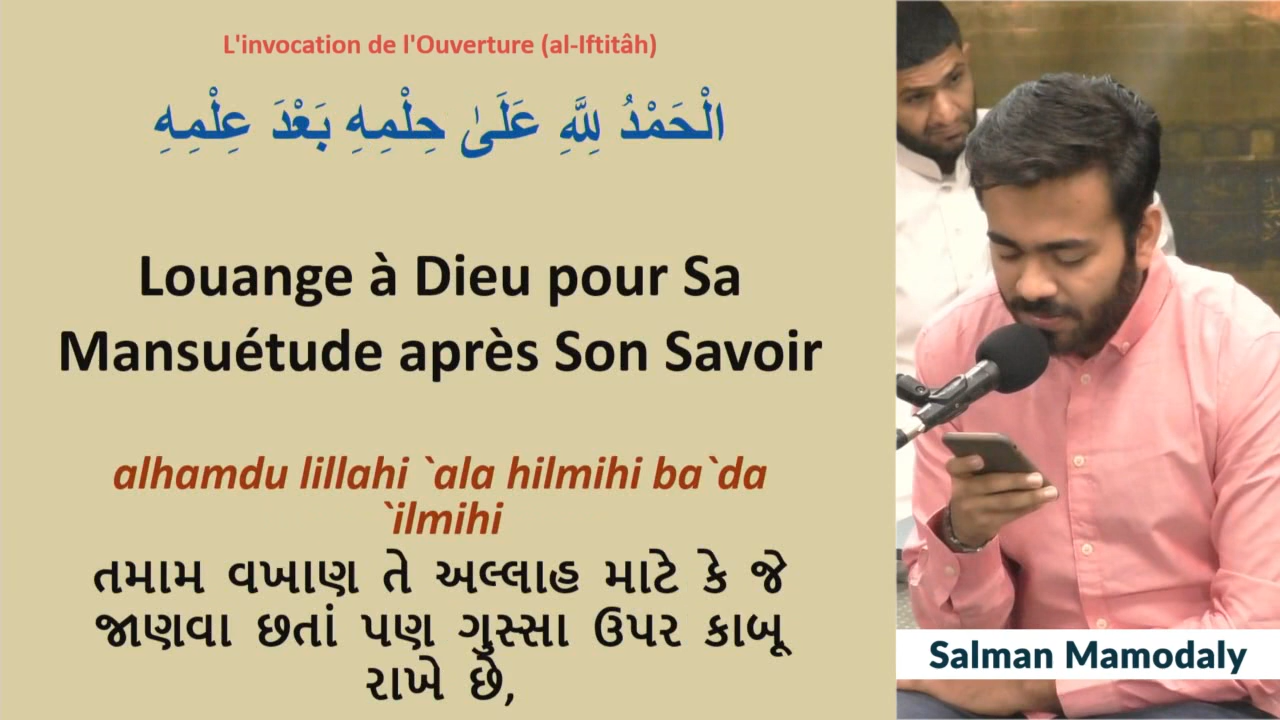 L'invocation de l'Ouverture (al-Iftitâh)
الْحَمْدُ لِلَّهِ عَلَىٰ حِلْمِهِ بَعْدَ عِلْمِهِ
Louange à Dieu pour Sa
Mansuétude après Son Savoir
alhamdu lillahi `ala hilmihi ba`da
`ilmihi
તમામ વખાણ તે અલ્લાહ માટે કે જે
જાણવા છતાં પણ ગુસ્સા ઉપર કાબૂ
રાખે છે,
Salman Mamodaly